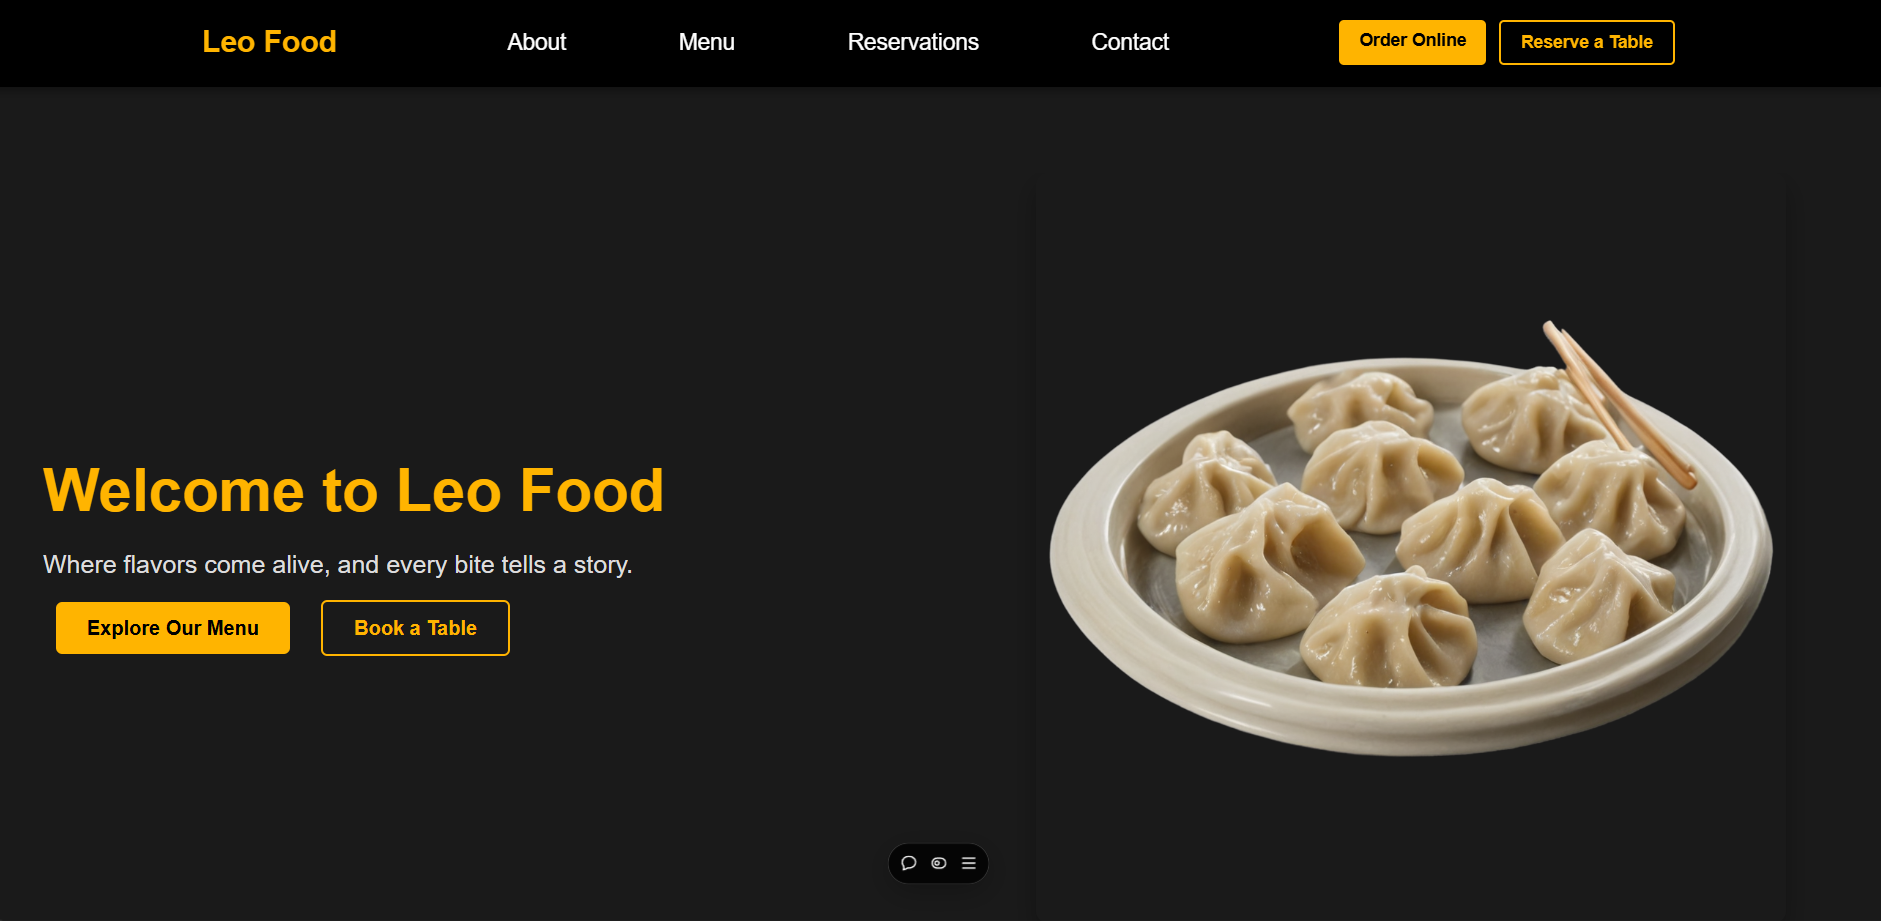 Leo Food About Menu Reservations Contact Order Online Reserve a Table
Welcome to Leo Food
Where flavors come alive, and every bite tells a story.
Explore Our Menu Book a Table